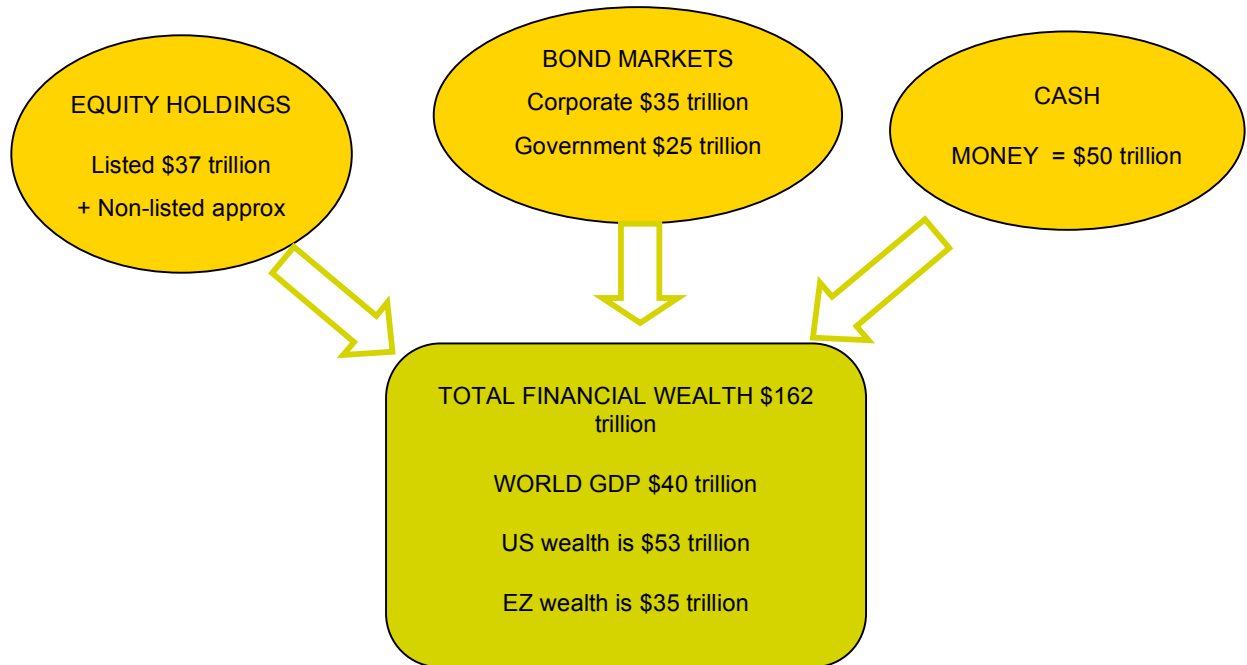 EQUITY HOLDINGS
Listed $37 trillion
+ Non-listed approx
BOND MARKETS
Corporate $35 trillion
Government $25 trillion
CASH
MONEY = $50 trillion
TOTAL FINANCIAL WEALTH $162
trillion
WORLD GDP $40 trillion
US wealth is $53 trillion
EZ wealth is $35 trillion